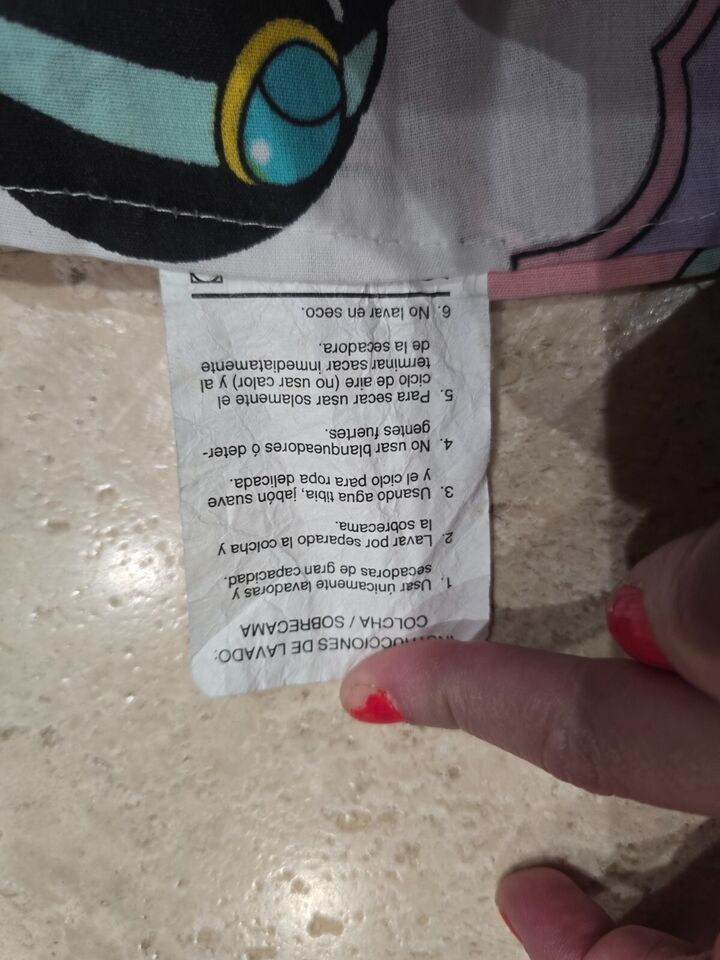 INSTRUCCIONES DE LAVADO:
COLCHA / SOBRECAMA
1. Usar únicamente lavadoras y
secadoras de gran capacidad.
2. Lavar por separado la colcha y
la sobrecama.
3. Usando agua tibia, jabón suave
y el ciclo para ropa delicada.
4. No usar blanqueadores ó deter-
gentes fuertes.
5. Para secar usar solamente el
ciclo de aire (no usar calor) y al
terminar sacar inmediatamente
de la secadora.
6. No lavar en seco.